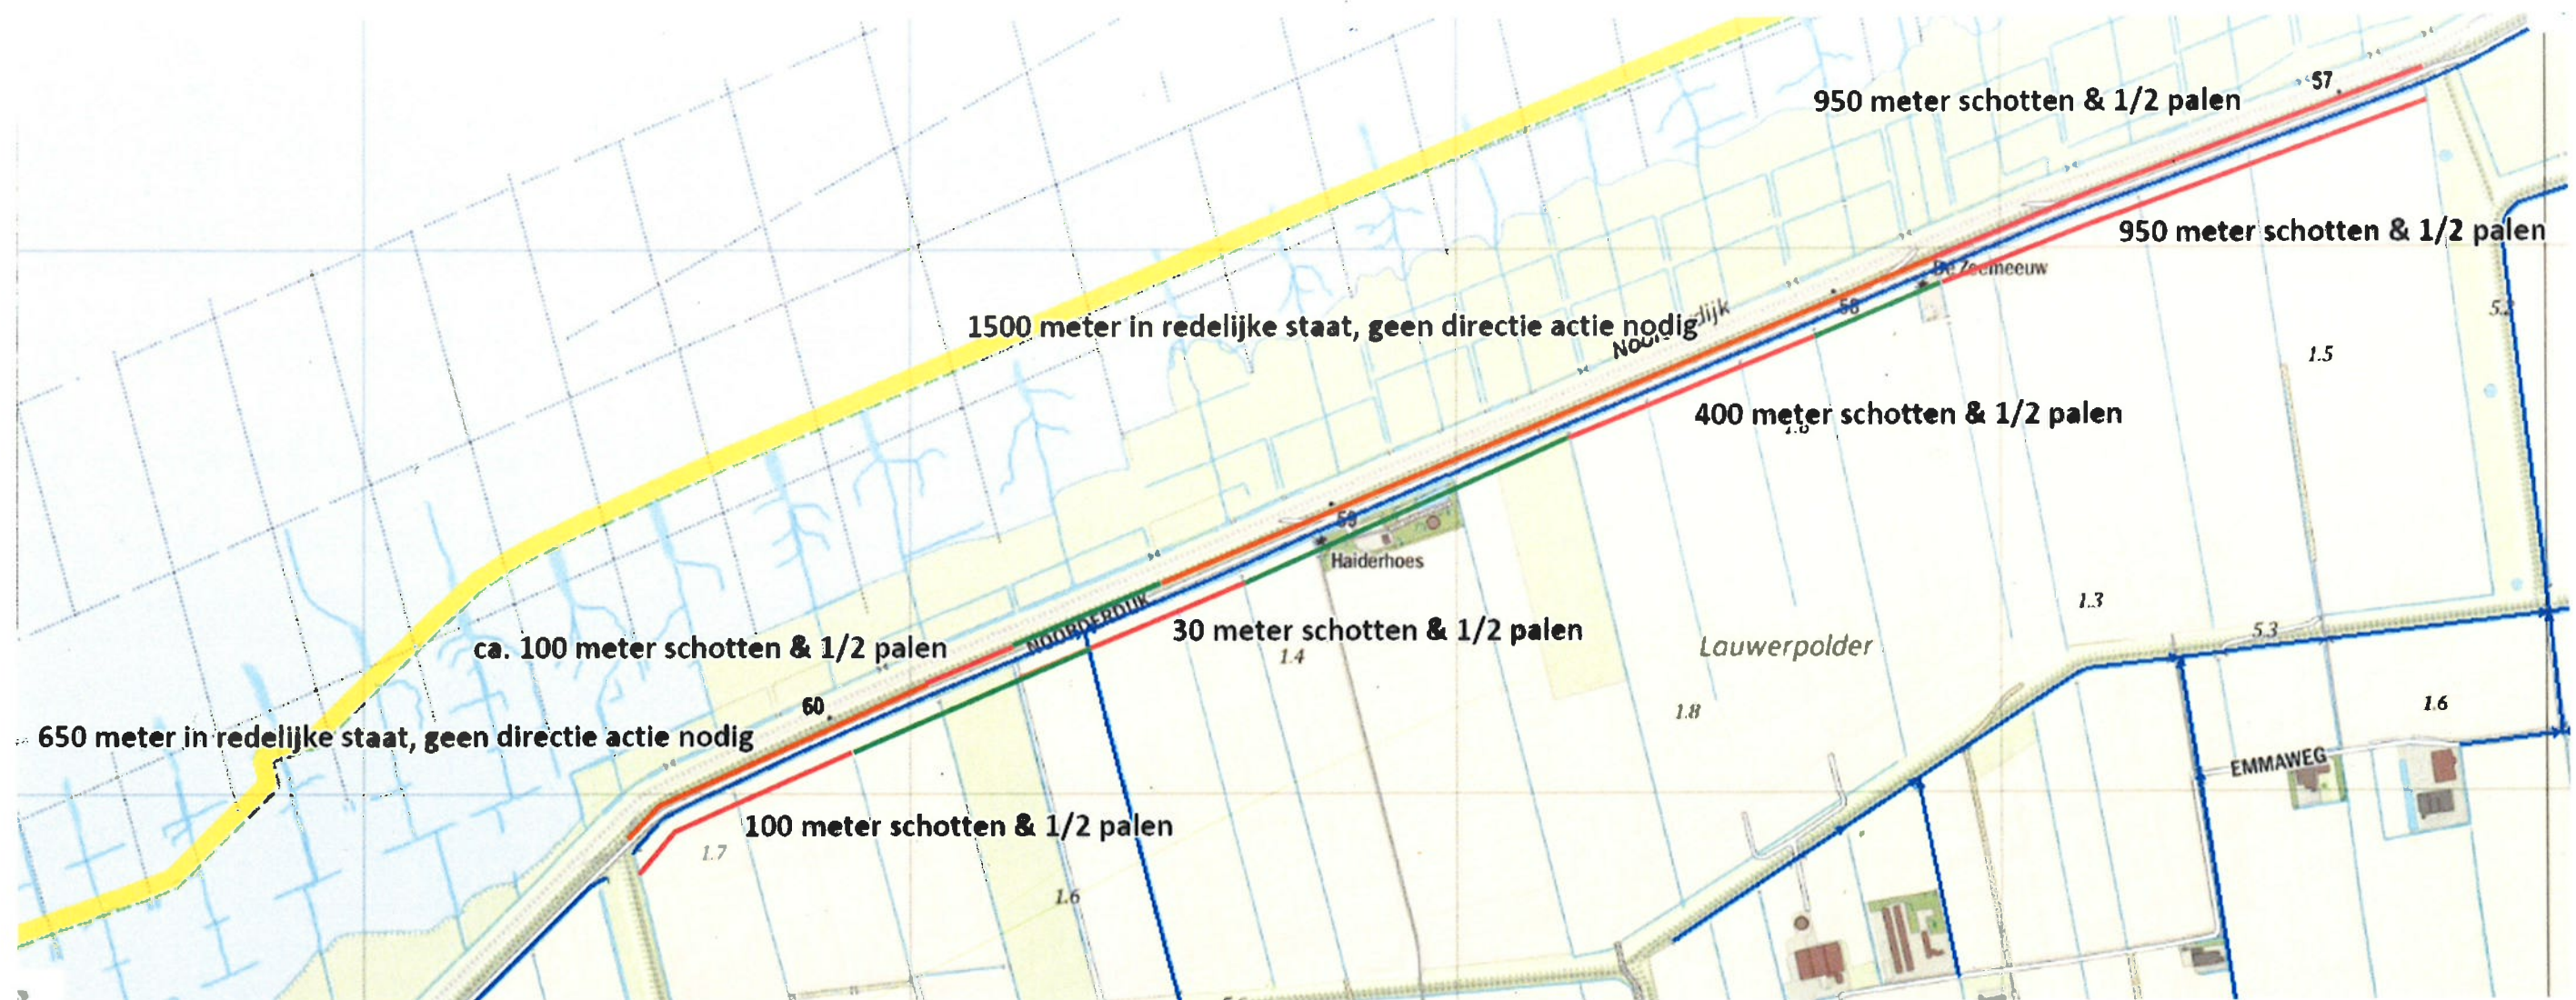 57
950 meter schotten & 1/2 palen
950 meter schotten & 1/2 palen
De Zeemeeuw
58
5.2
1500 meter in redelijke staat, geen directie actie nodig
dijk
1.5
400 meter schotten & 1/2 palen
59
Haiderhoes
NOORDERDIJK
1.3
30 meter schotten & 1/2 palen
5.3
ca. 100 meter schotten & 1/2 palen
Lauwerpolder
1.4
60
1.6
1.8
650 meter in redelijke staat, geen directie actie nodig
EMMAWEG
100 meter schotten & 1/2 palen
1.7
1.6